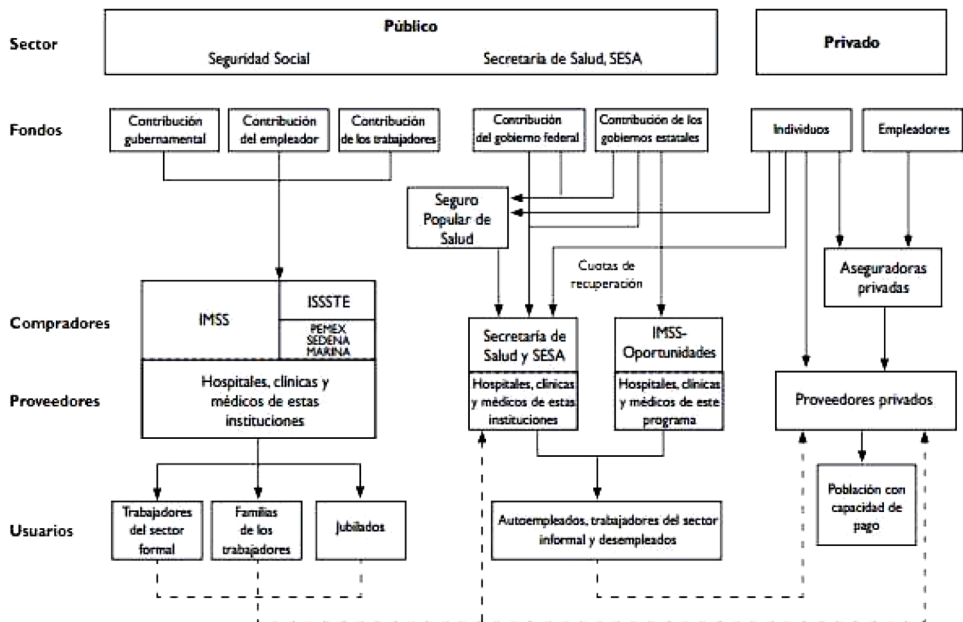 Sector
Público
Seguridad Social
Secretaría de Salud, SESA
Privado
Fondos
Contribución
gubernamental
Contribución
del empleador
Contribución
de los trabajadores
Contribución
del gobierno federal
Contribución de los
gobiernos estatales
Individuos
Empleadores
Seguro
Popular de
Salud
Cuotas de
recuperación
Aseguradoras
privadas
Compradores
IMSS
ISSSTE
PEMEX
SEDENA
MARINA
Secretaría de
Salud y SESA
IMSS-
Oportunidades
Proveedores
Hospitales, clínicas y
médicos de estas
instituciones
Hospitales, clínicas
y médicos de estas
instituciones
Hospitales, clínicas
y médicos de este
programa
Proveedores privados
Usuarios
Trabajadores
del sector
formal
Familias
de los
trabajadores
Jubilados
Autoempleados, trabajadores del sector
informal y desempleados
Población con
capacidad de
pago